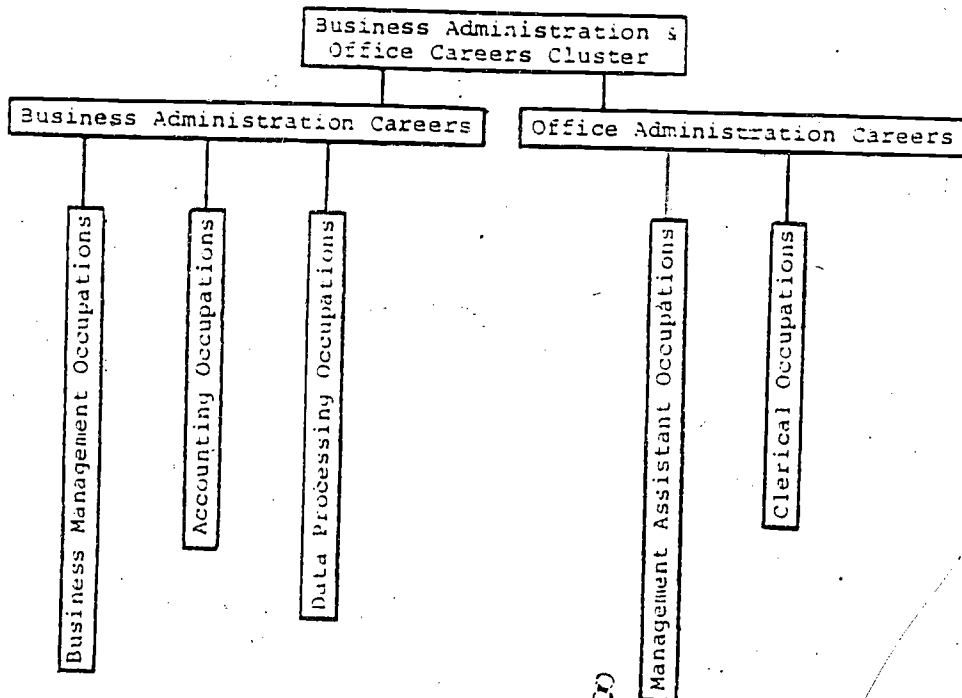 Business Administration &
Office Careers Cluster
Business Administration Careers
Office Administration Careers
Business Management Occupations
Accounting Occupations
Data Processing Occupations
Management Assistant Occupations
Clerical Occupations